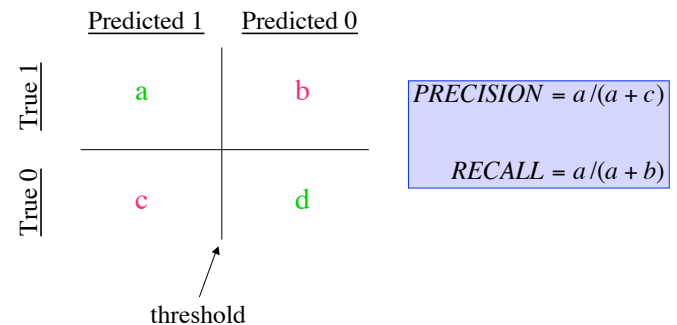 Predicted 1 Predicted 0
True 1
a b
PRECISION = a/(a + c)
RECALL = a/(a + b)
True 0
c d
threshold